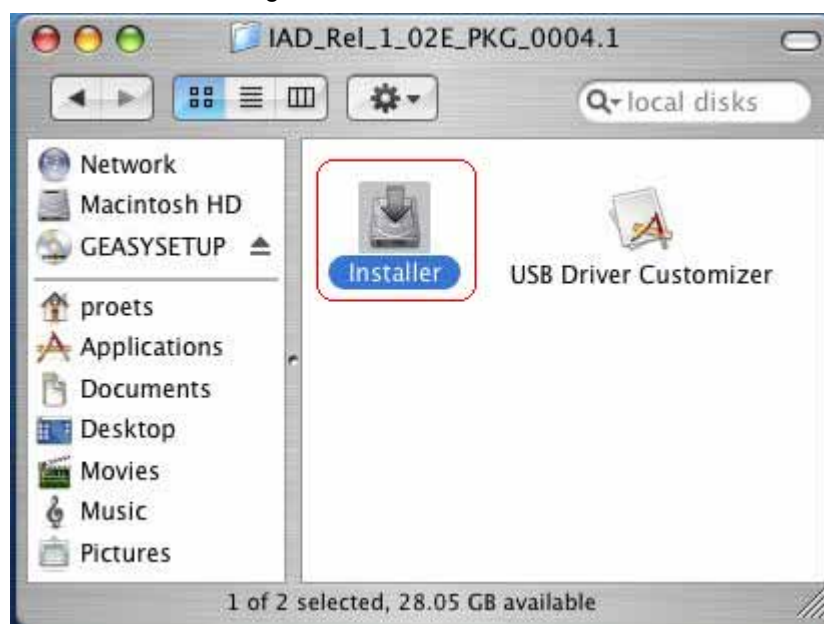 IAD_Rel_1_02E_PKG_0004.1
local disks
Network
Macintosh HD
GEASYSETUP
proets
Applications
Documents
Desktop
Movies
Music
Pictures
Installer
USB Driver Customizer
1 of 2 selected, 28.05 GB available